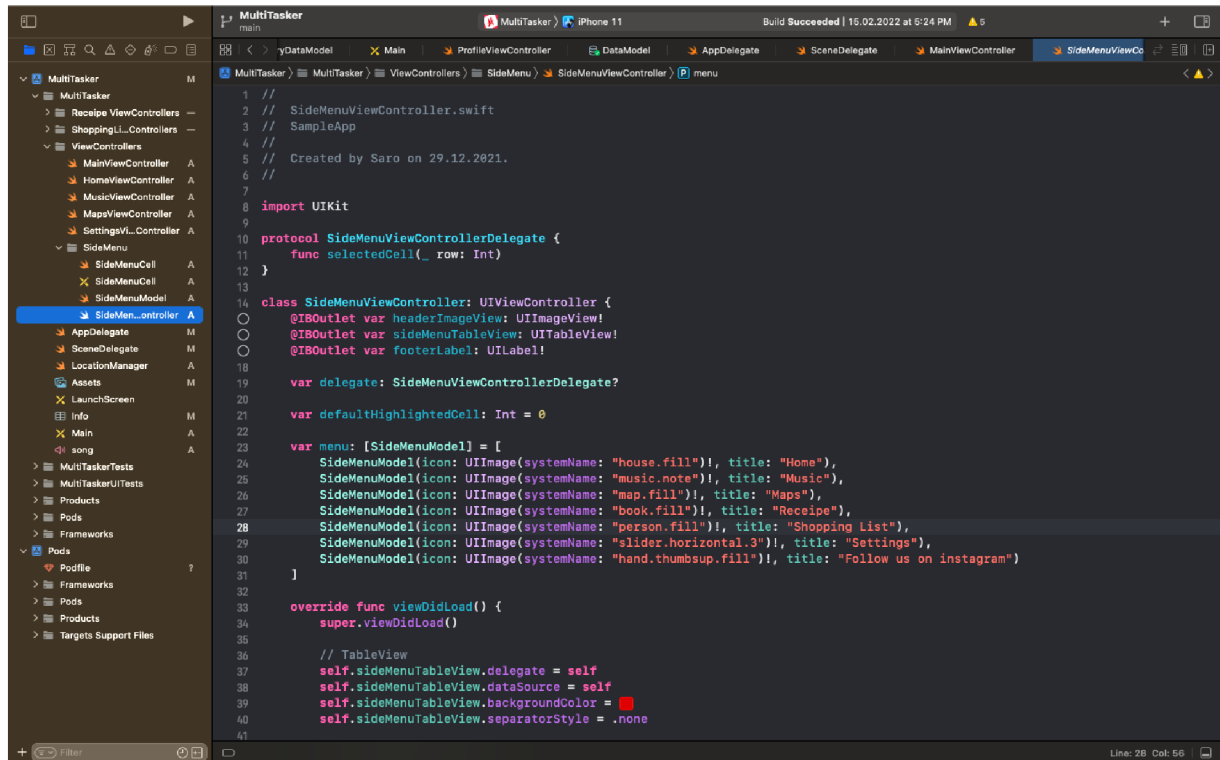 MultiTasker
main
MultiTasker 〉 iPhone 11
Build Succeeded | 15.02.2022 at 5:24 PM
5
ryDataModel
Main
ProfileViewController
DataModel
AppDelegate
SceneDelegate
MainViewController
SideMenuViewCo
MultiTasker 〉 MultiTasker 〉 ViewControllers 〉 SideMenu 〉 SideMenuViewController 〉 P menu
MultiTasker M
MultiTasker
Receipe ViewControllers —
ShoppingLi...Controllers —
ViewControllers
MainViewController A
HomeViewController A
MusicViewController A
MapsViewController A
SettingsVi...Controller A
SideMenu
SideMenuCell A
SideMenuCell A
SideMenuModel A
SideMen...ontroller A
AppDelegate M
SceneDelegate M
LocationManager A
Assets M
LaunchScreen
Info M
Main A
song A
MultiTaskerTests
MultiTaskerUITests
Products
Pods
Frameworks
Pods
Podfile ?
Frameworks
Pods
Products
Targets Support Files
Filter
1 //
2 //  SideMenuViewController.swift
3 //  SampleApp
4 //
5 //  Created by Saro on 29.12.2021.
6 //
7
8 import UIKit
9
10 protocol SideMenuViewControllerDelegate {
11     func selectedCell(_ row: Int)
12 }
13
14 class SideMenuViewController: UIViewController {
@IBOutlet var headerImageView: UIImageView!
@IBOutlet var sideMenuTableView: UITableView!
@IBOutlet var footerLabel: UILabel!
18
19     var delegate: SideMenuViewControllerDelegate?
20
21     var defaultHighlightedCell: Int = 0
22
23     var menu: [SideMenuModel] = [
24         SideMenuModel(icon: UIImage(systemName: "house.fill")!, title: "Home"),
25         SideMenuModel(icon: UIImage(systemName: "music.note")!, title: "Music"),
26         SideMenuModel(icon: UIImage(systemName: "map.fill")!, title: "Maps"),
27         SideMenuModel(icon: UIImage(systemName: "book.fill")!, title: "Receipe"),
28         SideMenuModel(icon: UIImage(systemName: "person.fill")!, title: "Shopping List"),
29         SideMenuModel(icon: UIImage(systemName: "slider.horizontal.3")!, title: "Settings"),
30         SideMenuModel(icon: UIImage(systemName: "hand.thumbsup.fill")!, title: "Follow us on instagram")
31     ]
32
33     override func viewDidLoad() {
34         super.viewDidLoad()
35
36         // TableView
37         self.sideMenuTableView.delegate = self
38         self.sideMenuTableView.dataSource = self
39         self.sideMenuTableView.backgroundColor =
40         self.sideMenuTableView.separatorStyle = .none
41
Line: 28 Col: 56